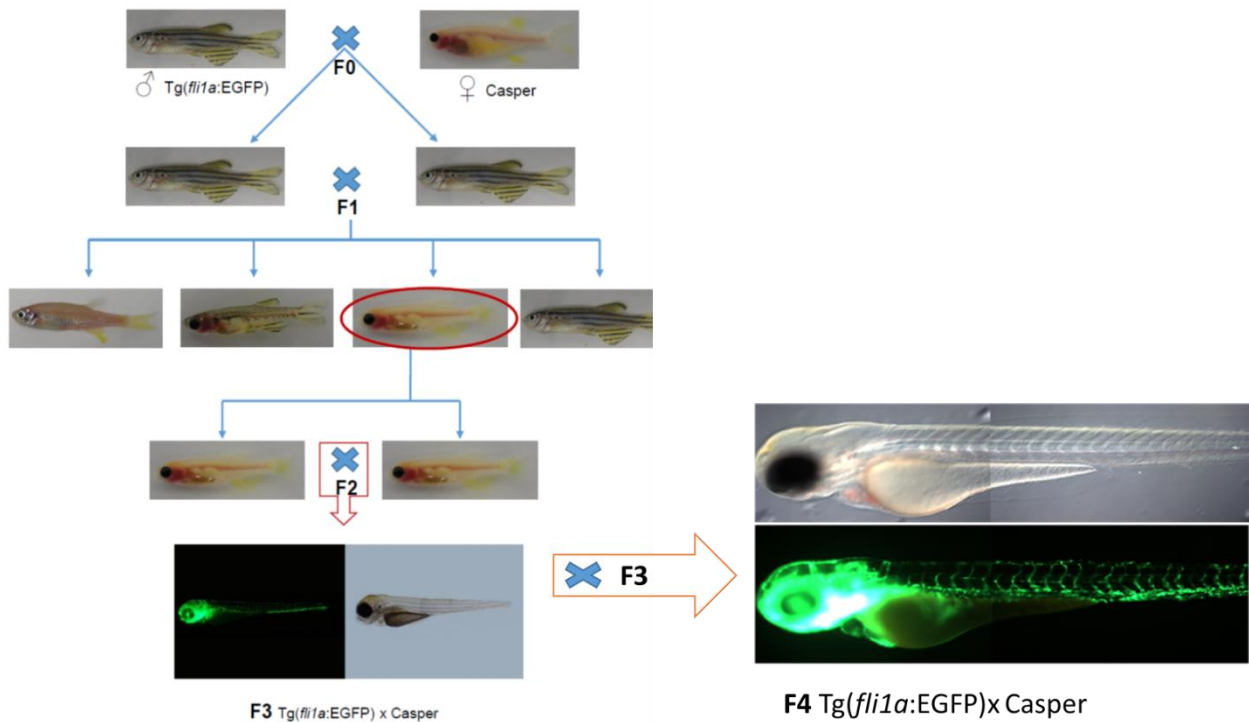 F0
♂ Tg(fli1a:EGFP)
♀ Casper
F1
F2
F3
F3 Tg(fli1a:EGFP) x Casper
F4 Tg(fli1a:EGFP)x Casper